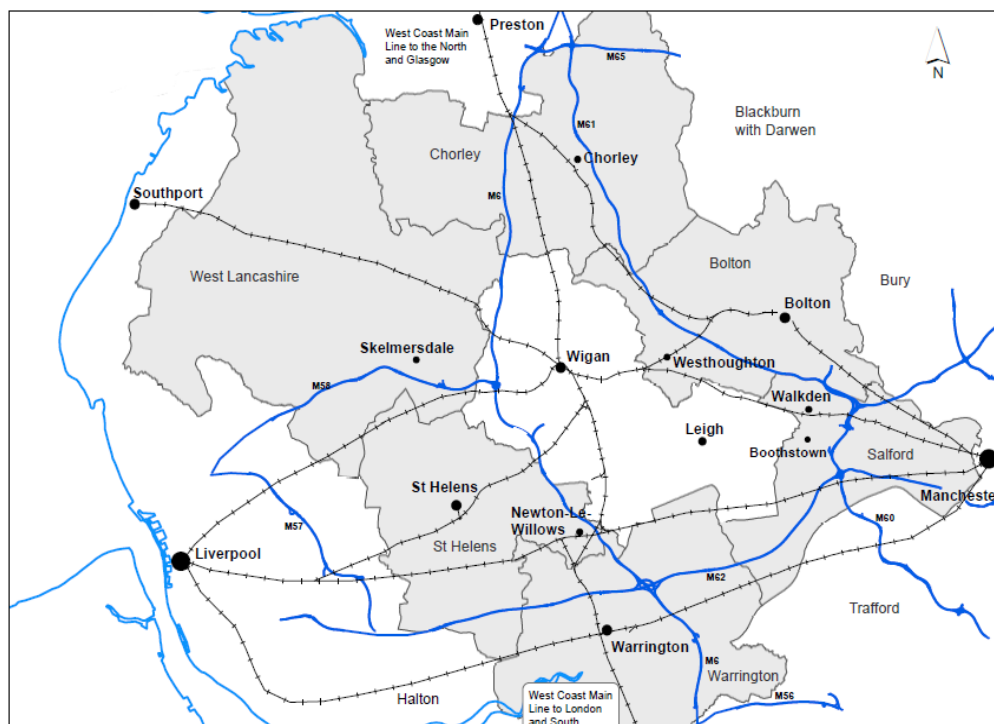 Preston
West Coast Main
Line to the North
and Glasgow
M65
N
Blackburn
with Darwen
M61
Chorley
Chorley
M6
Southport
West Lancashire
Bolton
Bury
Bolton
Skelmersdale
Wigan
Westhoughton
M58
Walkden
Leigh
Boothstown
Salford
St Helens
Mancheste
Newton-Le-
Willows
M57
M60
St Helens
Liverpool
M62
Trafford
Warrington
M6
Warrington
Halton
West Coast Main
Line to London
and South
M56